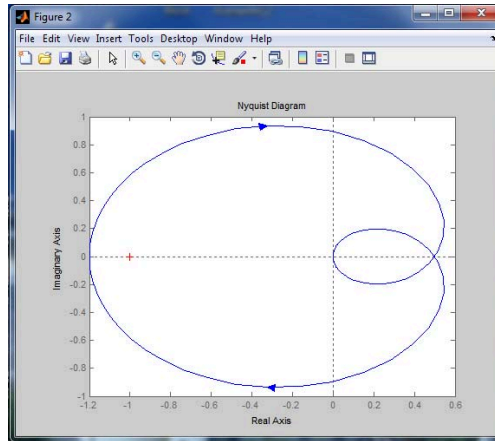 Figure 2
File Edit View Insert Tools Desktop Window Help
Nyquist Diagram
1
0.8
0.6
0.4
0.2
0
-0.2
-0.4
-0.6
-0.8
-1
Imaginary Axis
-1.2 -1 -0.8 -0.6 -0.4 -0.2 0 0.2 0.4 0.6
Real Axis